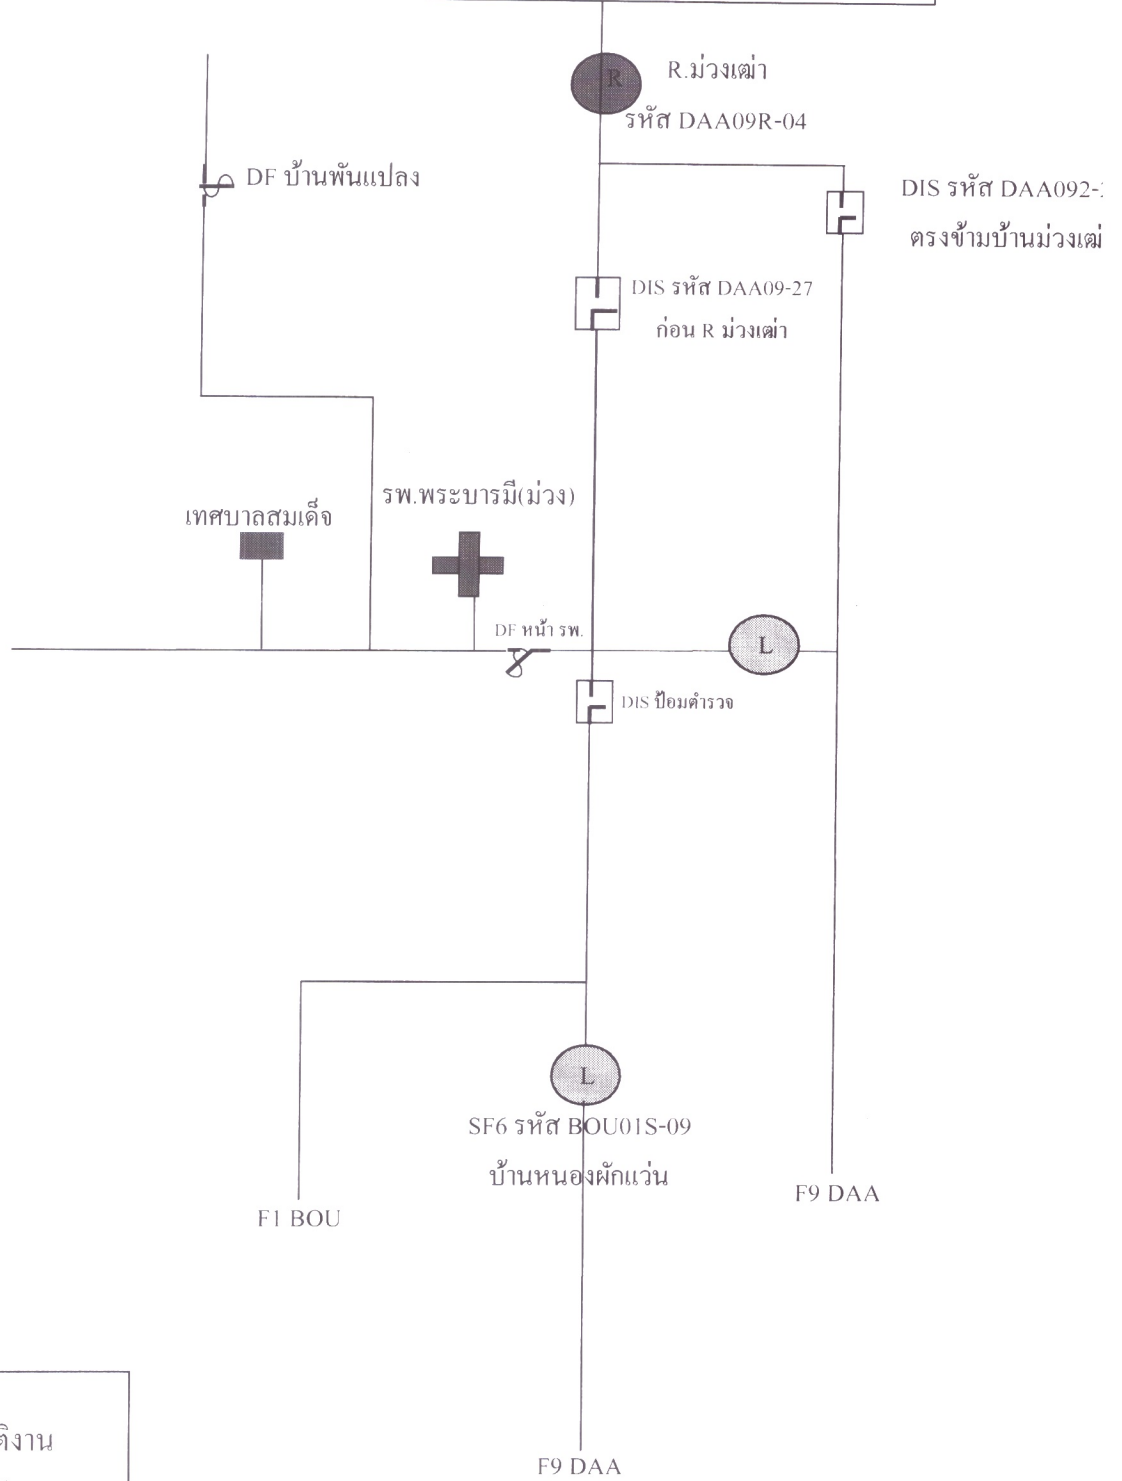 R
R.ม่วงเฒ่า
รหัส DAA09R-04
DF บ้านพันแปลง
DIS รหัส DAA092-
ตรงข้ามบ้านม่วงเฒ่
DIS รหัส DAA09-27
ก่อน R ม่วงเฒ่า
รพ.พระบารมี(ม่วง)
เทศบาลสมเด็จ
DF หน้า รพ.
L
DIS ป้อมตำรวจ
L
SF6 รหัส BOU01S-09
บ้านหนองผักแว่น
F9 DAA
F1 BOU
ติงาน
F9 DAA